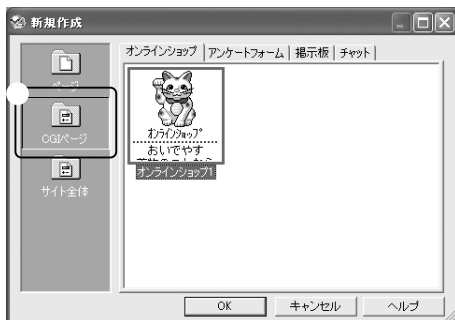 新規作成
オンラインショップ アンケートフォーム 掲示板 チャット
ページ
CGIページ
サイト全体
オンラインショップ
おいでやす
オンラインショップ1
OK キャンセル ヘルプ